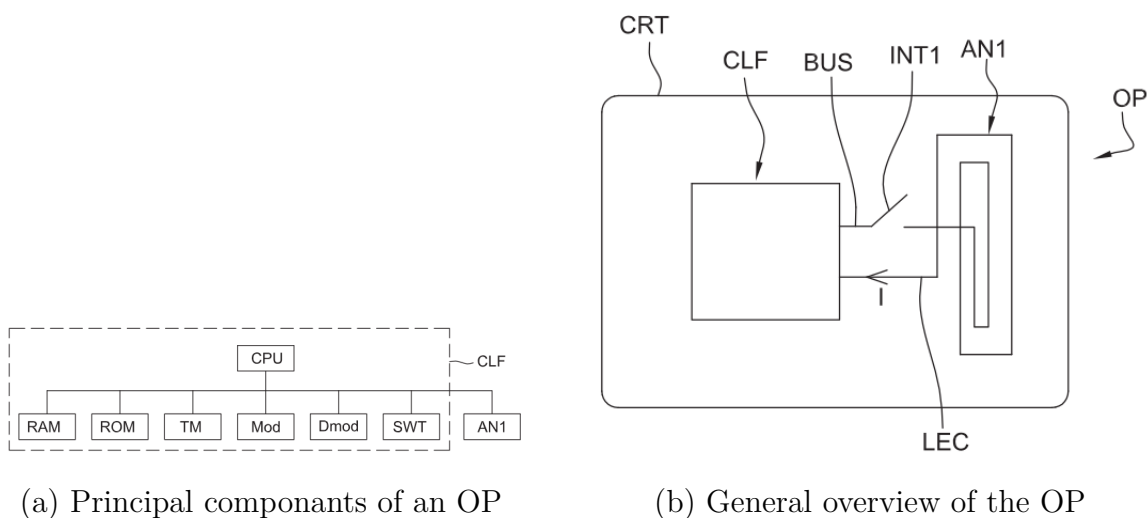 CRT
CLF
BUS
INT1
AN1
OP
I
LEC
CPU
CLF
RAM
ROM
TM
Mod
Dmod
SWT
AN1
(a) Principal componants of an OP
(b) General overview of the OP